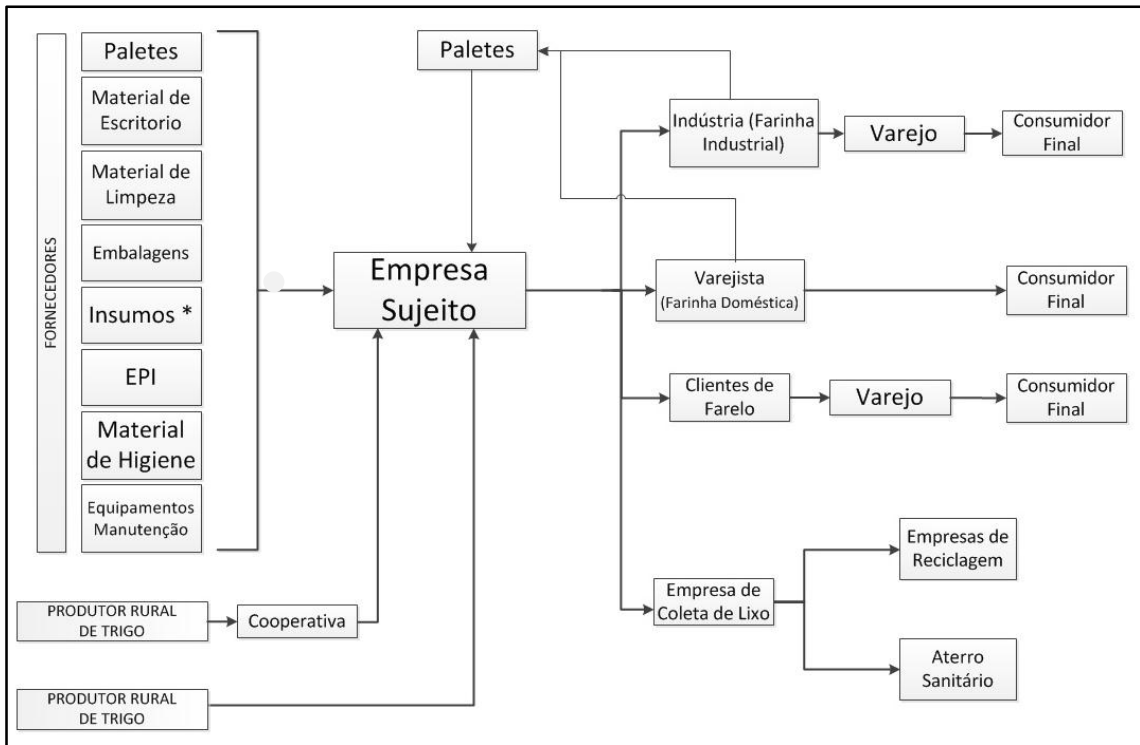 FORNECEDORES
Paletes
Material de
Escritorio
Material de
Limpeza
Embalagens
Insumos *
EPI
Material
de Higiene
Equipamentos
Manutenção
PRODUTOR RURAL
DE TRIGO
Cooperativa
PRODUTOR RURAL
DE TRIGO
Paletes
Empresa
Sujeito
Indústria (Farinha
Industrial)
Varejo
Consumidor
Final
Varejista
(Farinha Doméstica)
Consumidor
Final
Clientes de
Farelo
Varejo
Consumidor
Final
Empresa de
Coleta de Lixo
Empresas de
Reciclagem
Aterro
Sanitário